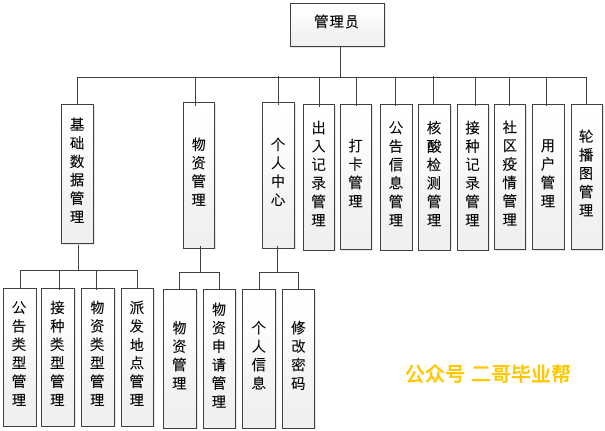 管理员
基础数据管理
物资管理
个人中心
出入记录管理
打卡管理
公告信息管理
核酸检测管理
接种记录管理
社区疫情管理
用户管理
轮播图管理
公告类型管理
接种类型管理
物资类型管理
派发地点管理
物资管理
物资申请管理
个人信息
修改密码
公众号 二哥毕业帮